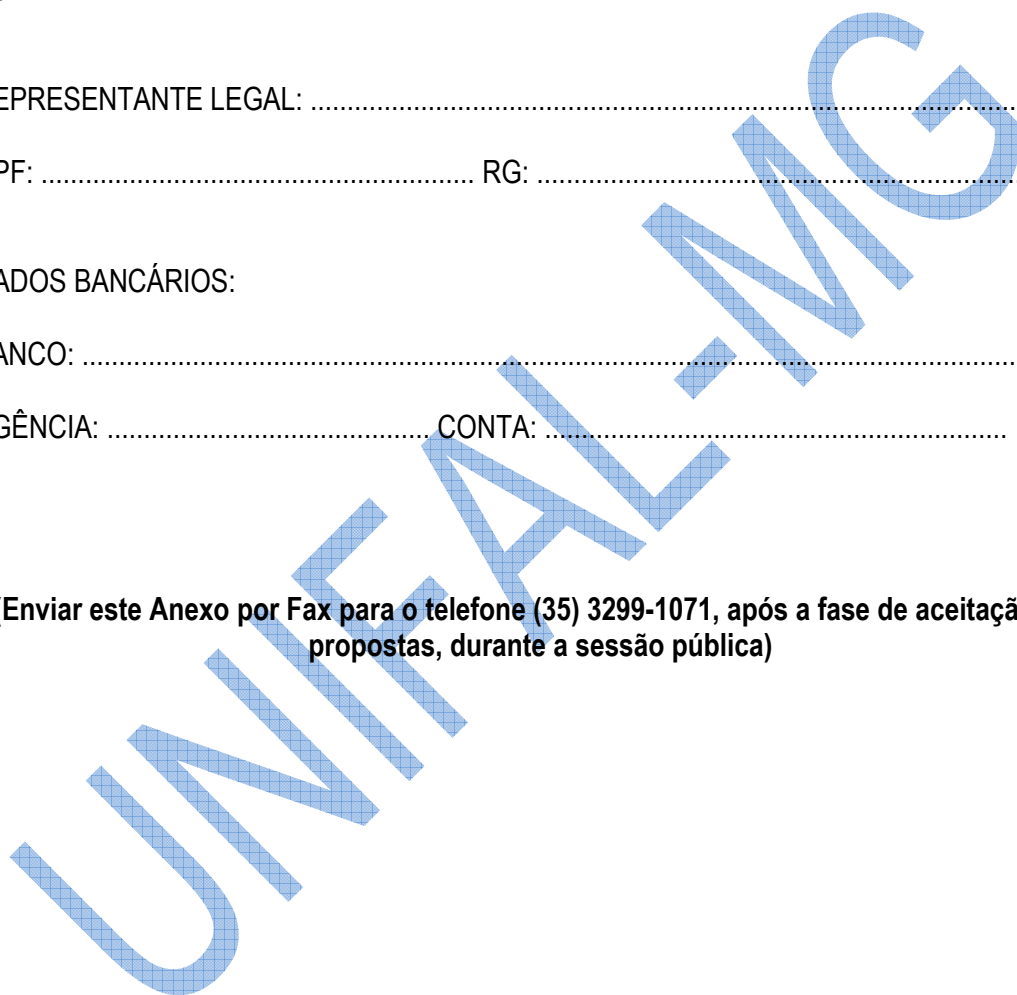 EPRESENTANTE LEGAL: ........................................................................................................
PF: .......................................................................... RG: ..................................................................................
ADOS BANCÁRIOS:
ANCO: ................................................................................................................................................................
GÊNCIA: ....................................................... CONTA: ...............................................................................
(Enviar este Anexo por Fax para o telefone (35) 3299-1071, após a fase de aceitaçã
propostas, durante a sessão pública)
UNIFAL-MG